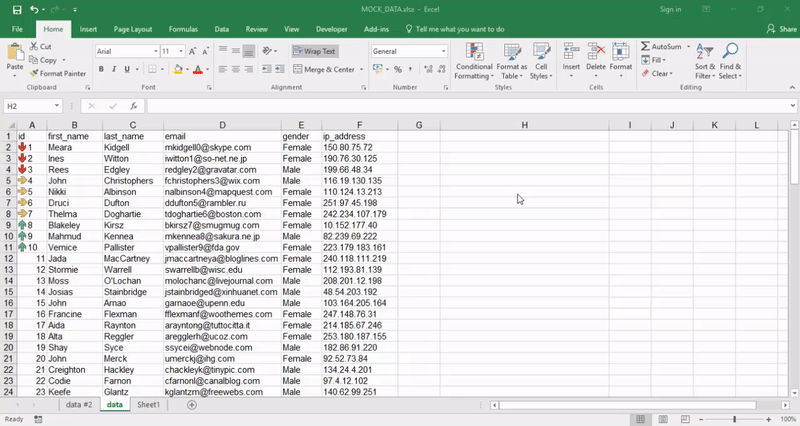 MOCK_DATA.xlsx - Excel
Sign in
File Home Insert Page Layout Formulas Data Review View Developer Add-ins Tell me what you want to do Share
Paste Cut Copy Format Painter
Arial 11 A A
B I U A
Wrap Text
Merge & Center
General
$ % ,
Conditional Formatting Format as Table Cell Styles
Insert Delete Format
AutoSum Fill Clear
Sort & Filter Find & Select
Clipboard Font Alignment Number Styles Cells Editing
H2 fx
A B C D E F G H I J K L
1 id first_name last_name email gender ip_address
2 1 Meara Kidgell mkidgell0@skype.com Female 150.80.75.72
3 2 Ines Witton iwitton1@so-net.ne.jp Female 190.76.30.125
4 3 Rees Edgley redgley2@gravatar.com Male 199.66.48.34
5 4 John Christophers fchristophers3@wix.com Male 116.19.130.135
6 5 Nikki Albinson nalbinson4@mapquest.com Female 110.124.13.213
7 6 Druci Dufton ddufton5@rambler.ru Female 251.97.45.198
8 7 Thelma Doghartie tdoghartie6@boston.com Female 242.234.107.179
9 8 Blakeley Kirsz bkirsz7@smugmug.com Female 10.152.177.40
10 9 Mahmud Kennea mkennea8@sakura.ne.jp Male 82.239.69.222
11 10 Vernice Pallister vpallister9@fda.gov Female 223.179.183.161
12 11 Jada MacCartney jmaccartneya@bloglines.com Female 240.118.111.219
13 12 Stormie Warrell swarrellb@wisc.edu Female 112.193.81.139
14 13 Moss O'Lochan molochanc@livejournal.com Male 208.201.12.198
15 14 Josias Stainbridge jstainbridged@xinhuanet.com Male 48.54.203.192
16 15 John Arnao garnaoe@upenn.edu Male 103.164.205.164
17 16 Francine Flexman fflexmanf@woothemes.com Female 247.148.76.31
18 17 Aida Raynton arayntong@tuttocitta.it Female 214.185.67.246
19 18 Alta Reggler aregglerh@ucoz.com Female 253.180.187.155
20 19 Shay Syce ssycei@webnode.com Male 182.86.91.220
21 20 John Merck umerckj@ihg.com Female 92.52.73.84
22 21 Creighton Hackley chackleyk@tinypic.com Male 134.24.4.201
23 22 Codie Farnon cfarnonl@canalblog.com Male 97.4.12.102
24 23 Keefe Glantz kglantzm@freewebs.com Male 140.62.99.251
data #2 data Sheet1
Ready 100%